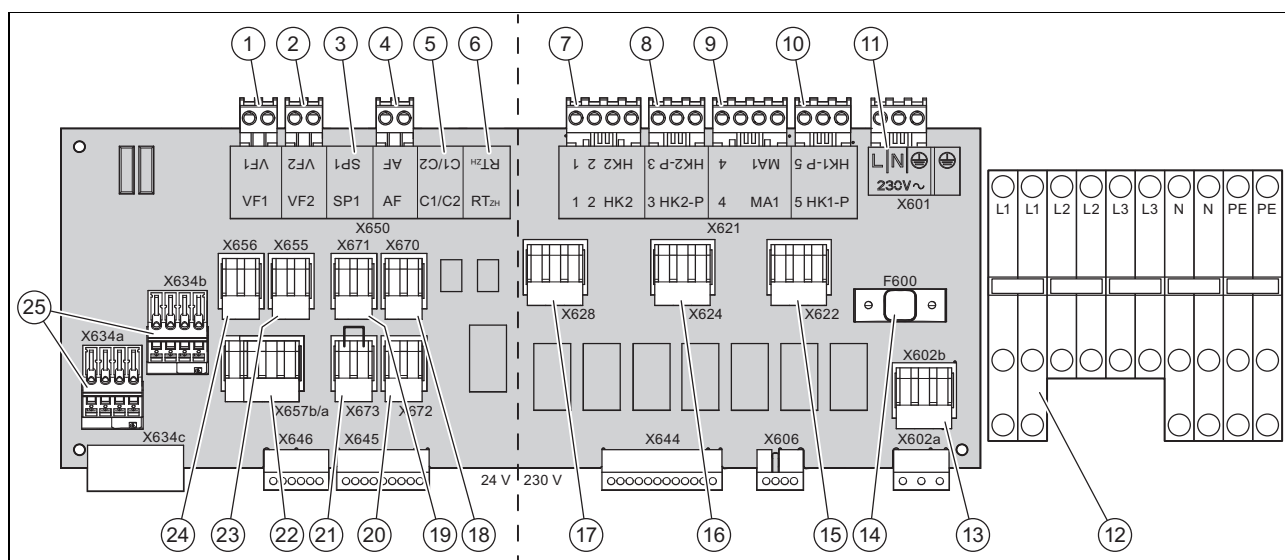 1 2 3 4 5 6 7 8 9 10 11
VF1 VF2 SP1 AF C1/C2 RTZH 1 2 HK2 3 HK2-P 4 MA1 5 HK1-P L N
230V~
VF1 VF2 SP1 AF C1/C2 RTZH 1 2 HK2 3 HK2-P 4 MA1 5 HK1-P
X650 X621 X601
L1 L1 L2 L2 L3 L3 N N PE PE
X656 X655 X671 X670
X634b
F600
25
X628 X624 X622
X634a
X602b
X657b/a X673 X672
X634c X646 X645 X644 X606 X602a
24 V 230 V
24 23 22 21 20 19 18 17 16 15 14 13 12